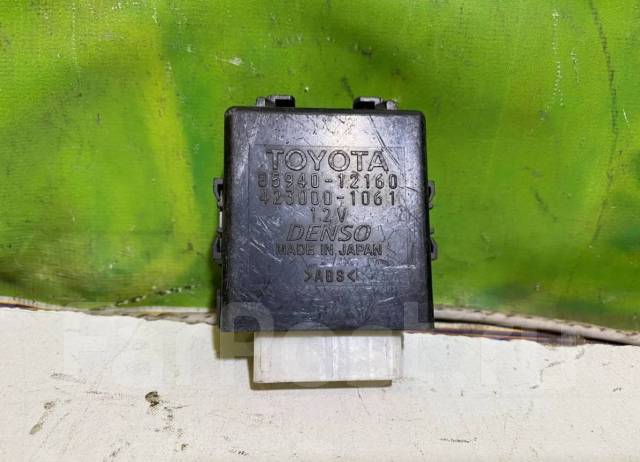 TOYOTA
85940-12160
423000-1061
12V
DENSO
MADE IN JAPAN
>ABS<